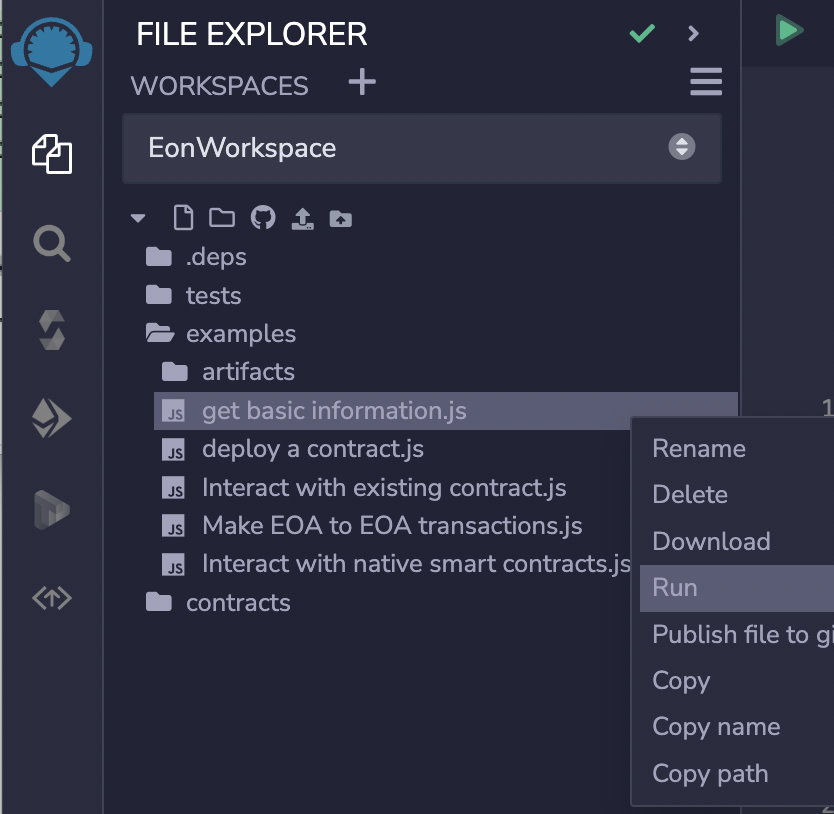 FILE EXPLORER
WORKSPACES
EonWorkspace
.deps
tests
examples
artifacts
JS get basic information.js
JS deploy a contract.js
JS Interact with existing contract.js
JS Make EOA to EOA transactions.js
JS Interact with native smart contracts.js
contracts
1
Rename
Delete
Download
Run
Publish file to gi
Copy
Copy name
Copy path
2